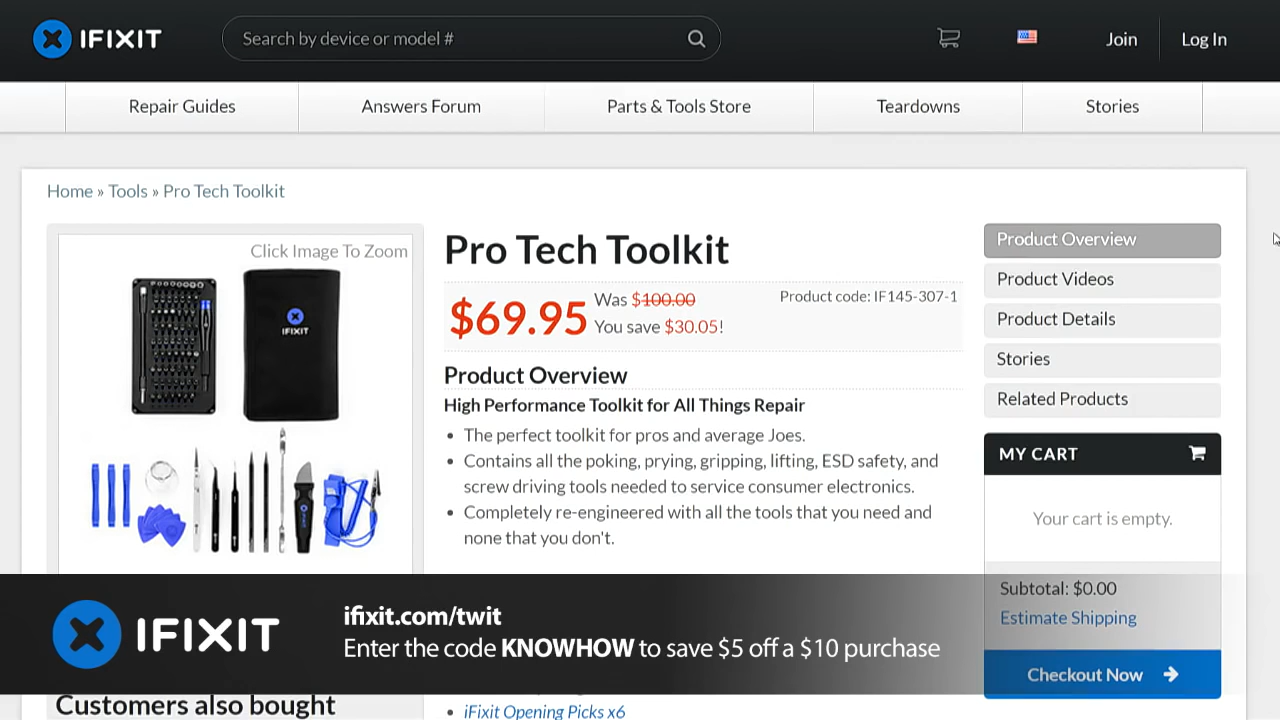 IFIXIT
Search by device or model #
Join
Log In
Repair Guides
Answers Forum
Parts & Tools Store
Teardowns
Stories
Home » Tools » Pro Tech Toolkit
Click Image To Zoom
IFIXIT
Pro Tech Toolkit
$69.95
Was $100.00
You save $30.05!
Product code: IF145-307-1
Product Overview
High Performance Toolkit for All Things Repair
• The perfect toolkit for pros and average Joes.
• Contains all the poking, prying, gripping, lifting, ESD safety, and
screw driving tools needed to service consumer electronics.
• Completely re-engineered with all the tools that you need and
none that you don't.
Product Overview
Product Videos
Product Details
Stories
Related Products
MY CART
Your cart is empty.
Subtotal: $0.00
Estimate Shipping
Checkout Now
IFIXIT
ifixit.com/twit
Enter the code KNOWHOW to save $5 off a $10 purchase
Customers also bought
• iFixit Opening Picks x6